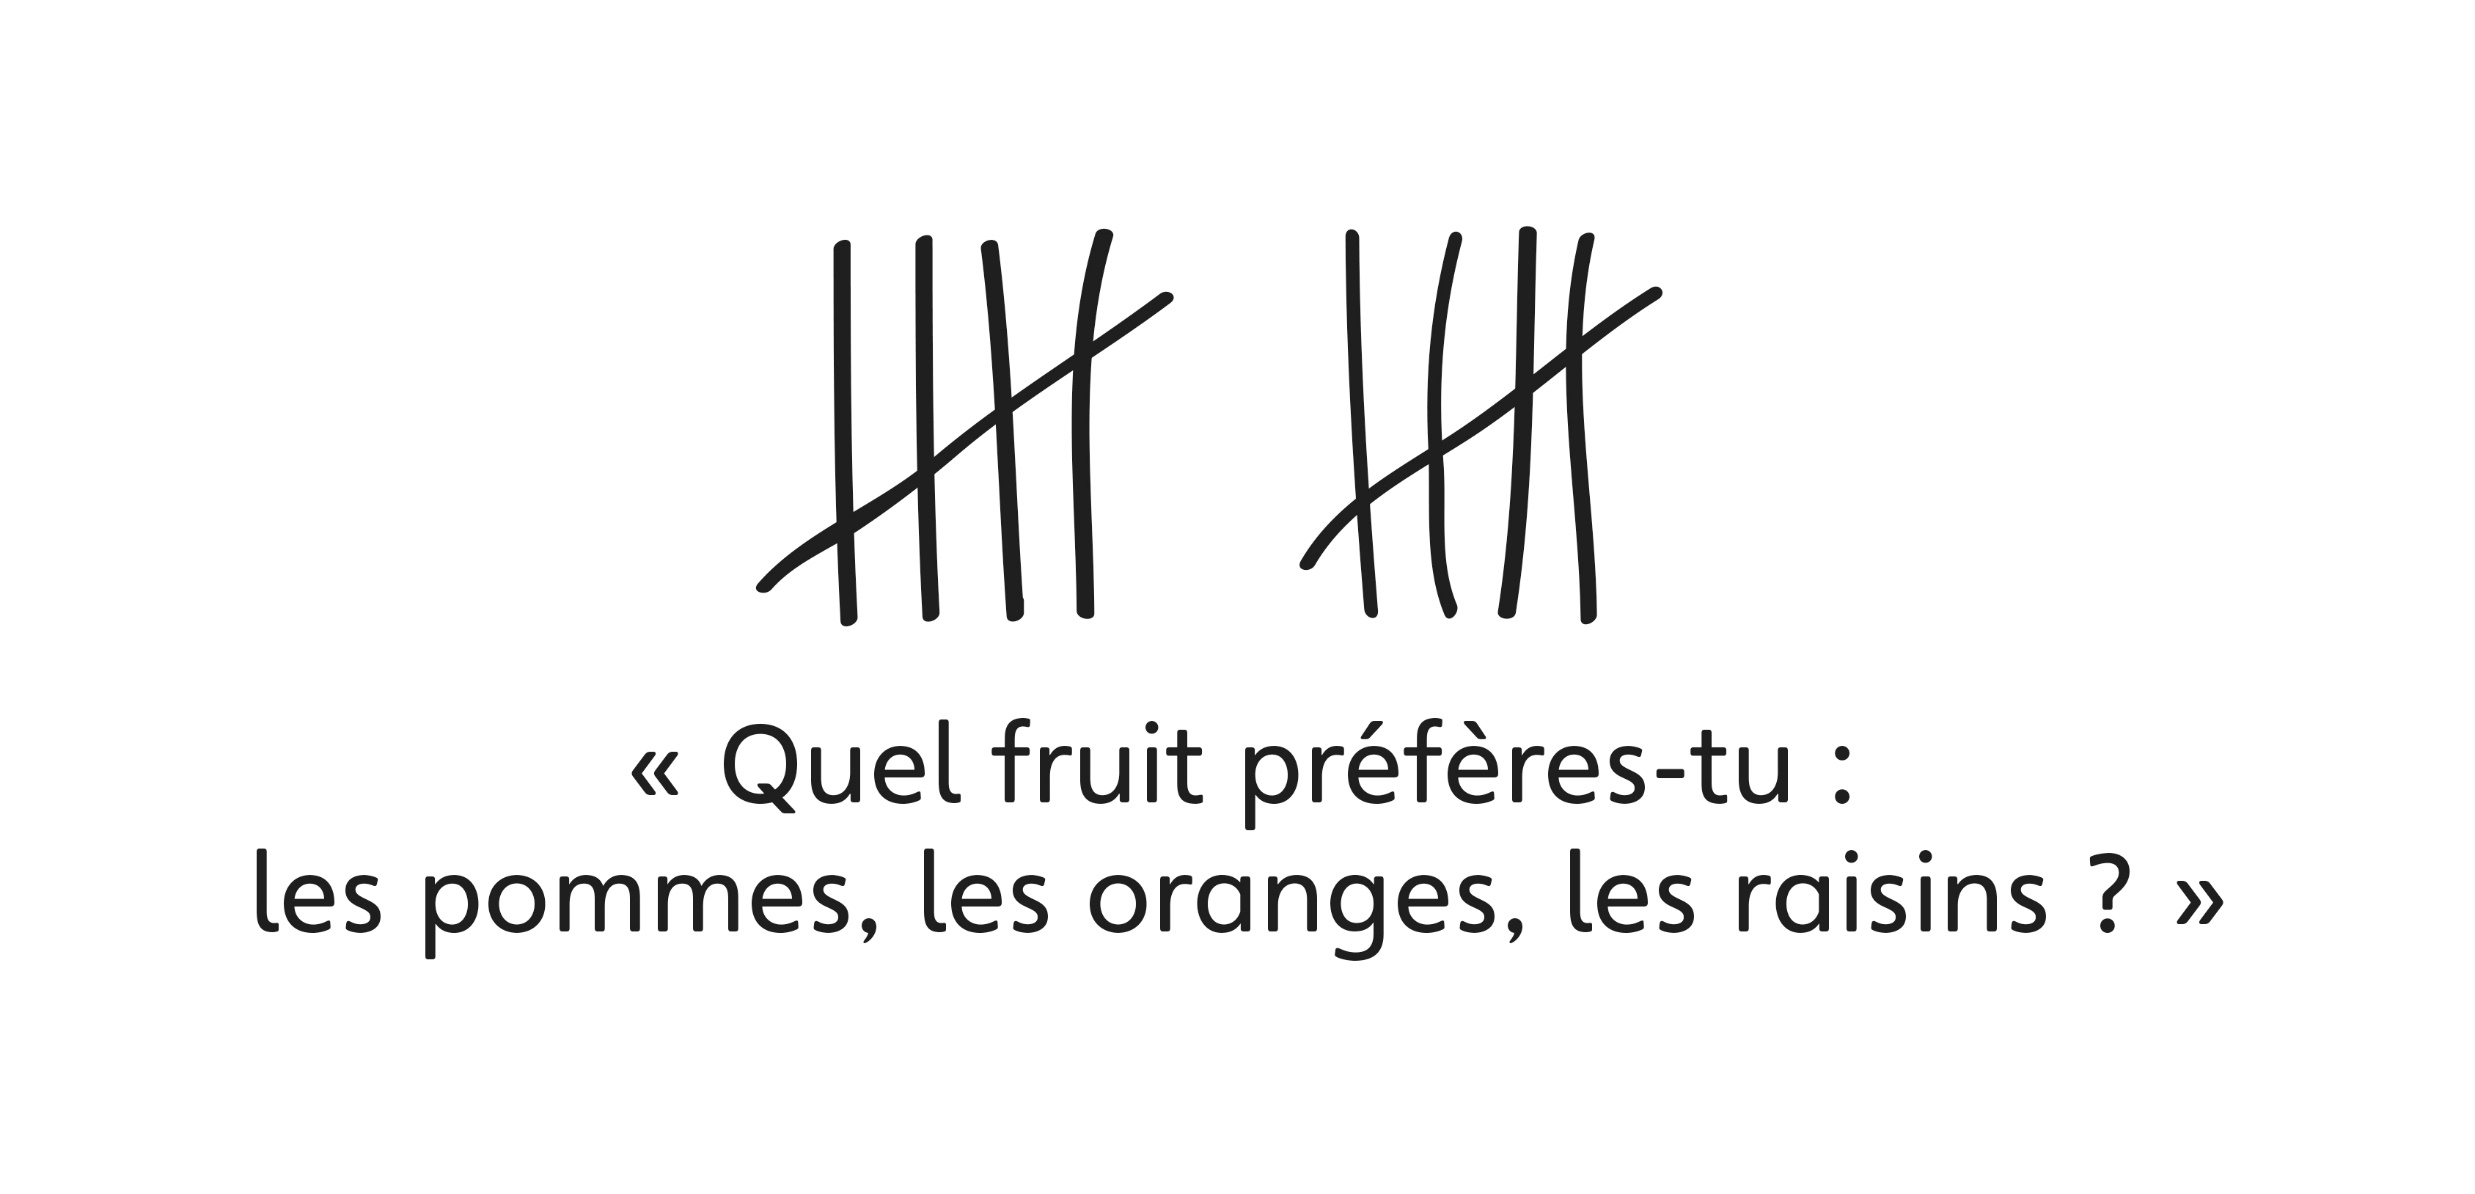 « Quel fruit préfères-tu :
les pommes, les oranges, les raisins ? »